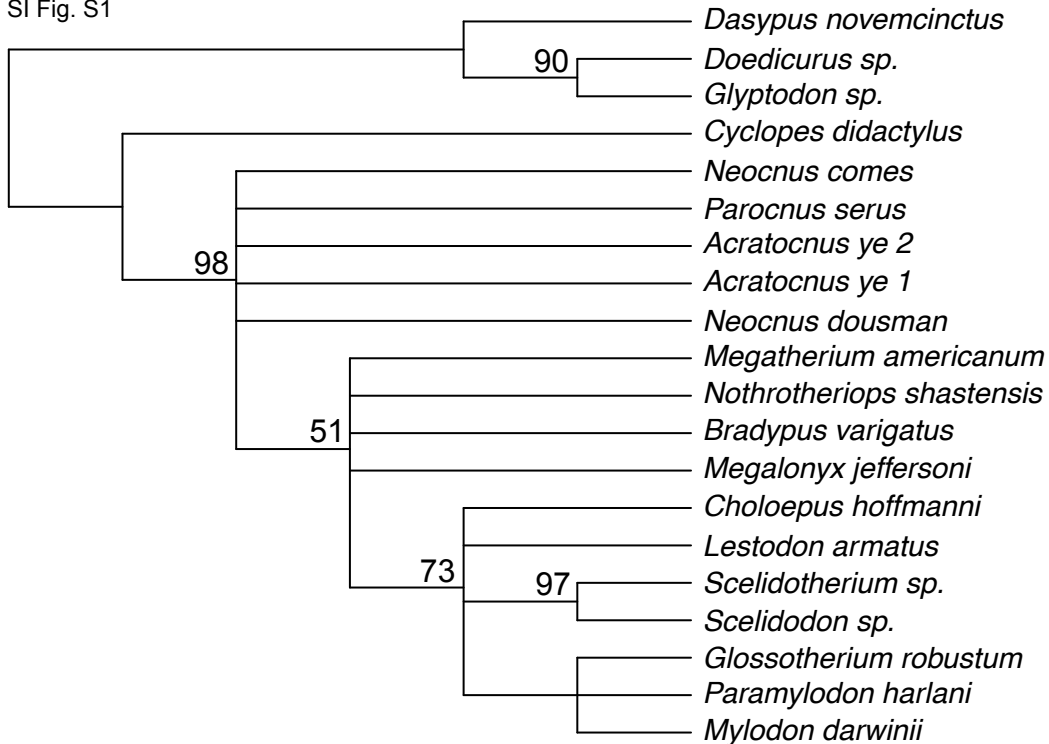 SI Fig. S1
Dasypus novemcinctus
90
Doedicurus sp.
Glyptodon sp.
Cyclopes didactylus
Neocnus comes
Parocnus serus
Acratocnus ye 2
98
Acratocnus ye 1
Neocnus dousman
Megatherium americanum
Nothrotheriops shastensis
51
Bradypus varigatus
Megalonyx jeffersoni
Choloepus hoffmanni
Lestodon armatus
73
97
Scelidotherium sp.
Scelidodon sp.
Glossotherium robustum
Paramylodon harlani
Mylodon darwinii